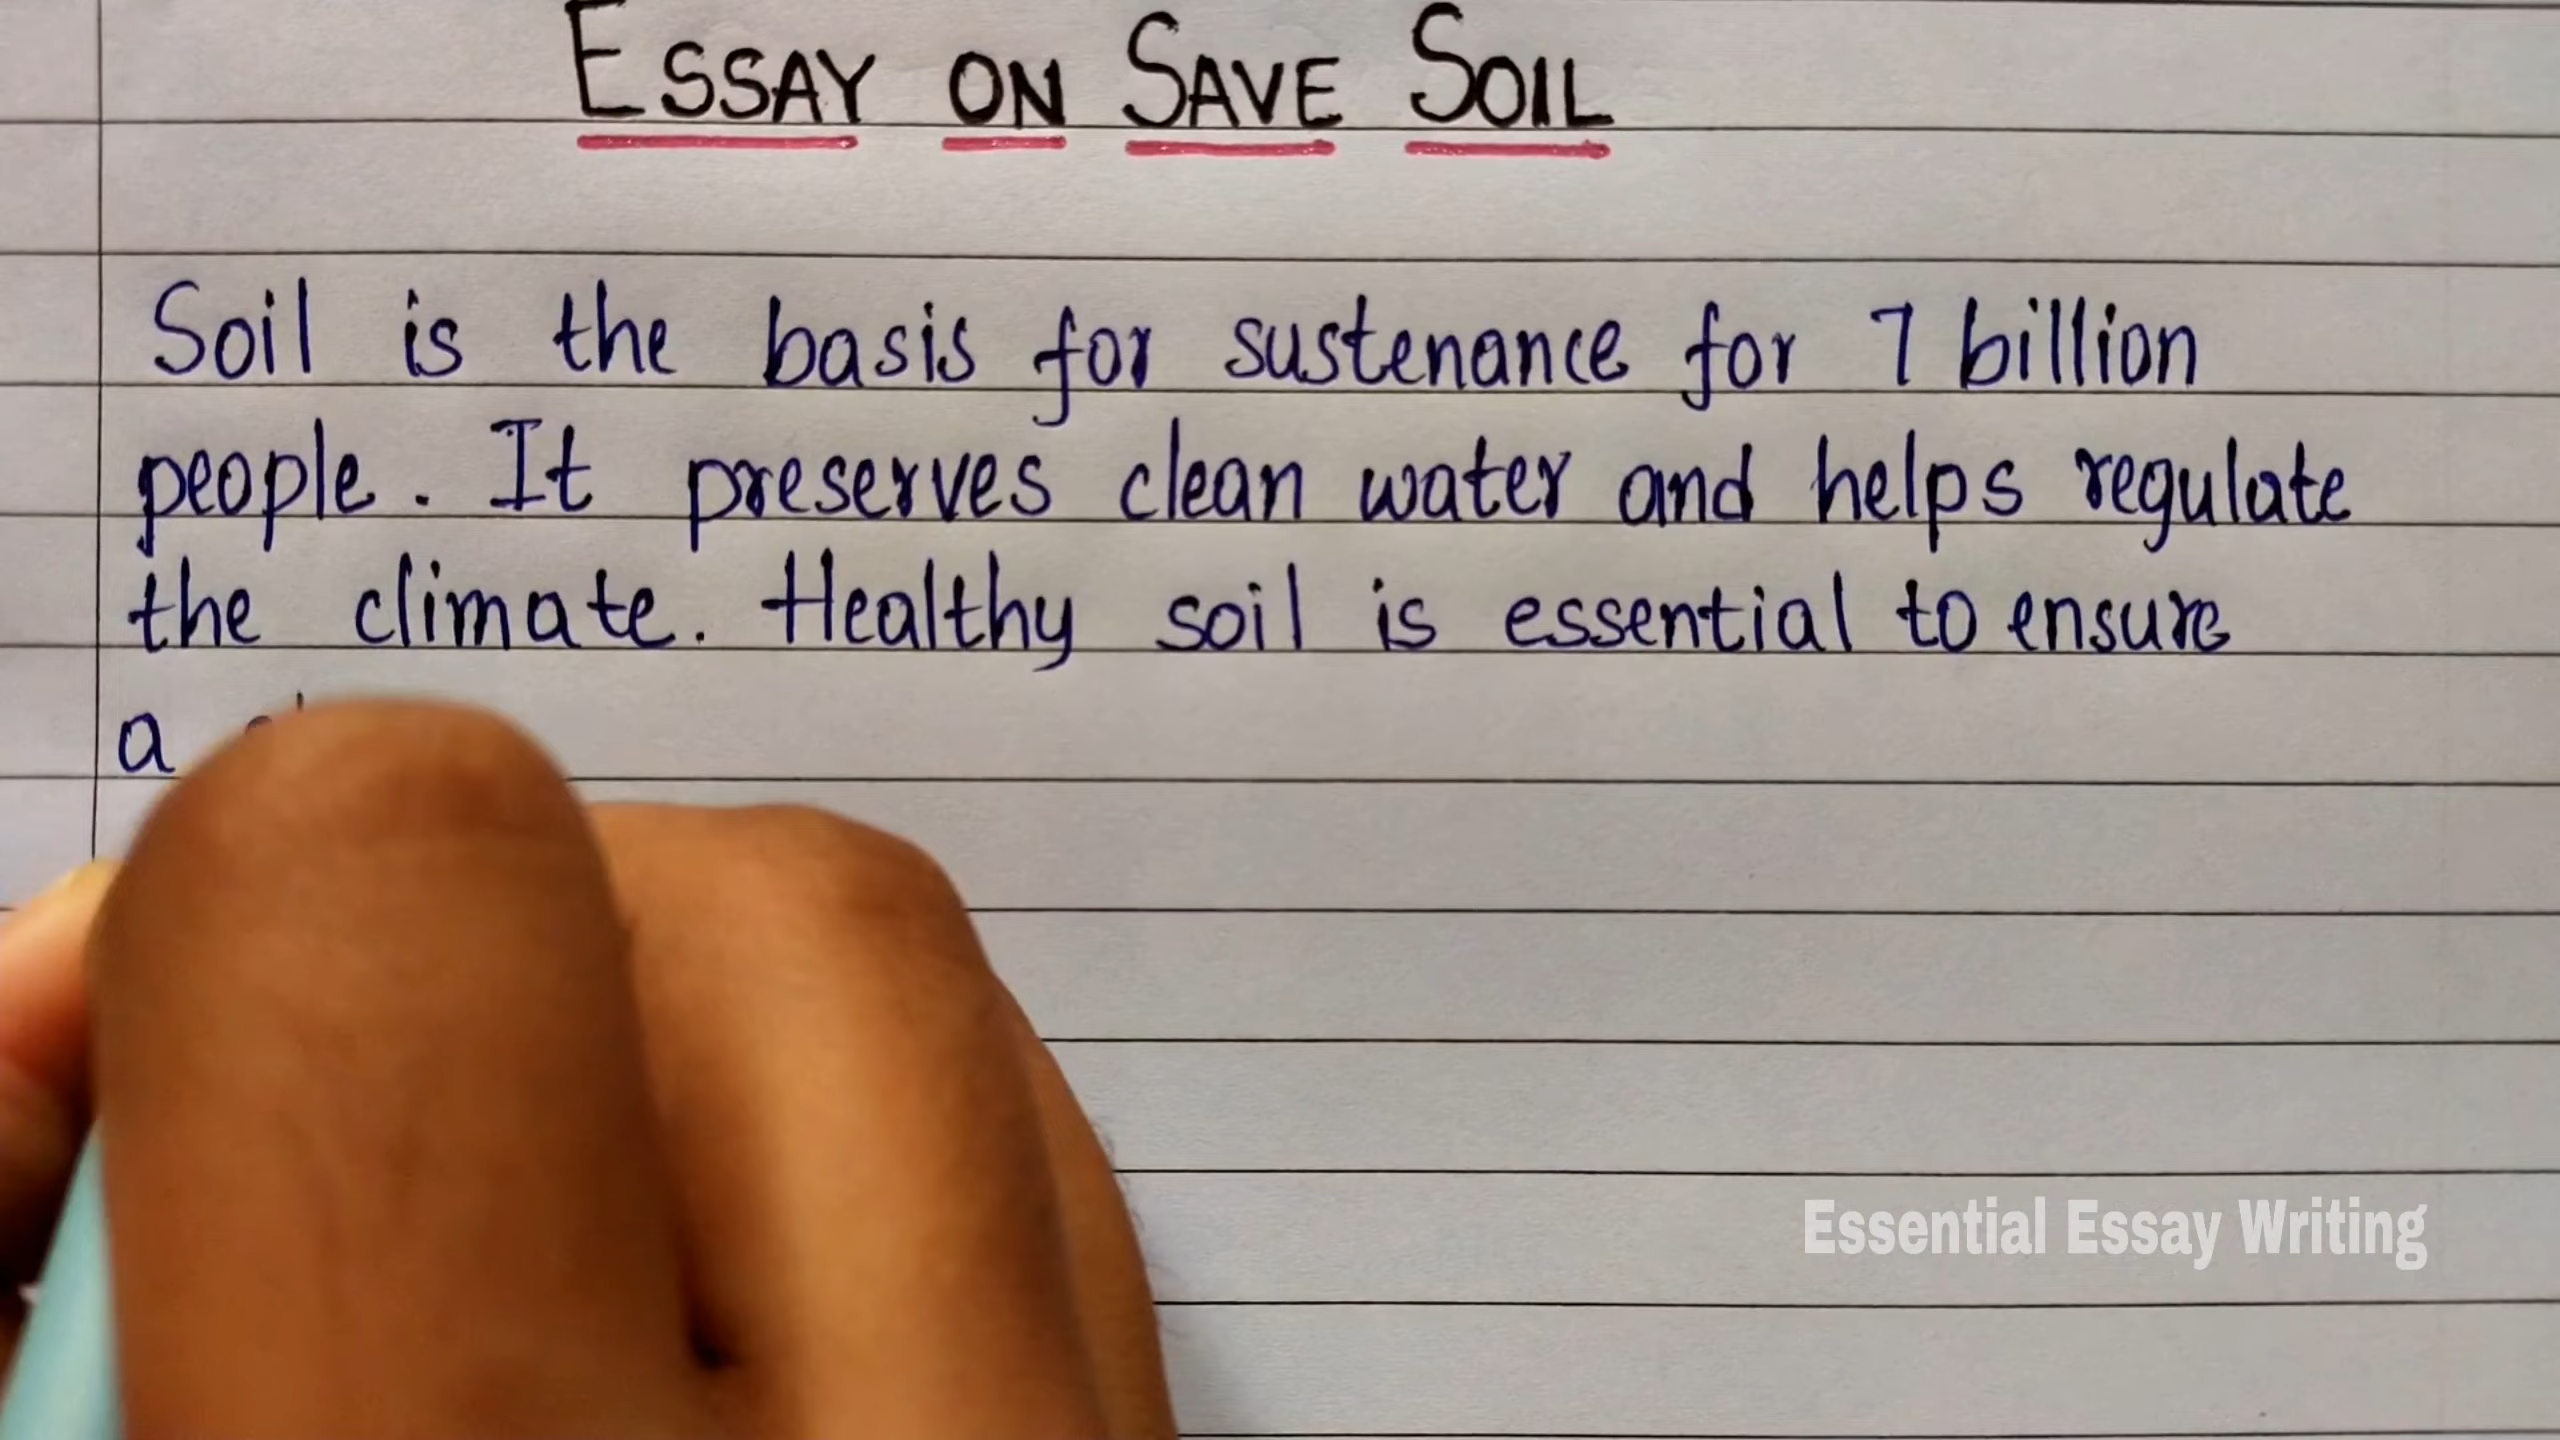 ESSAY ON SAVE SOIL
Soil is the basis for sustenance for 7 billion
people. It preserves clean water and helps regulate
the climate. Healthy soil is essential to ensure
a
Essential Essay Writing